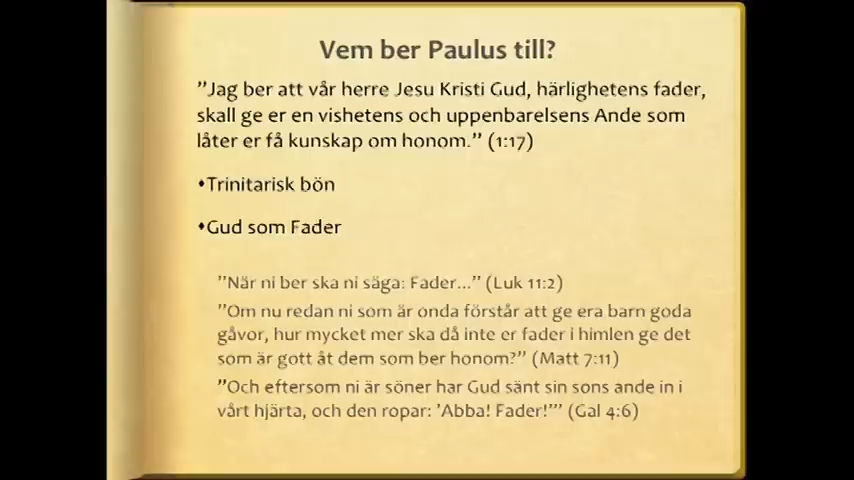 Vem ber Paulus till?
”Jag ber att vår herre Jesu Kristi Gud, härlighetens fader,
skall ge er en vishetens och uppenbarelsens Ande som
låter er få kunskap om honom.” (1:17)
•Trinitarisk bön
•Gud som Fader
”När ni ber ska ni säga: Fader...” (Luk 11:2)
”Om nu redan ni som är onda förstår att ge era barn goda
gåvor, hur mycket mer ska då inte er fader i himlen ge det
som är gott åt dem som ber honom?” (Matt 7:11)
”Och eftersom ni är söner har Gud sänt sin sons ande in i
vårt hjärta, och den ropar: ’Abba! Fader!’” (Gal 4:6)